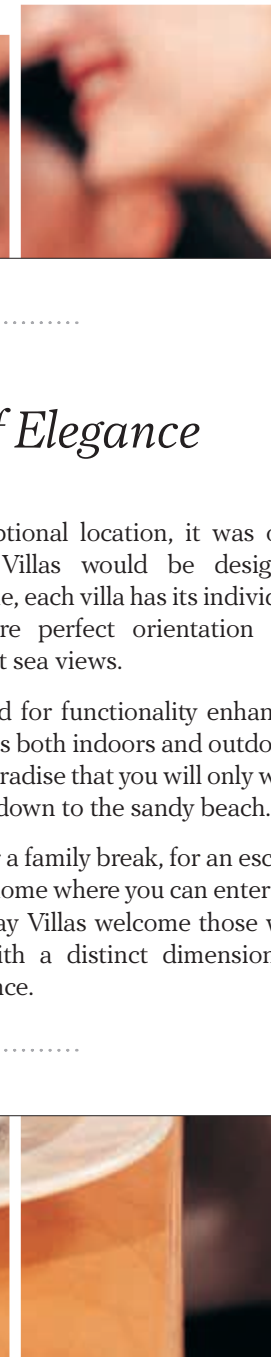 f Elegance
ptional location, it was
Villas would be desig
e, each villa has its individ
re perfect orientation
t sea views.
d for functionality enhan
s both indoors and outdo
radise that you will only w
down to the sandy beach.
r a family break, for an esc
ome where you can enter
ay Villas welcome those w
ith a distinct dimension
nce.